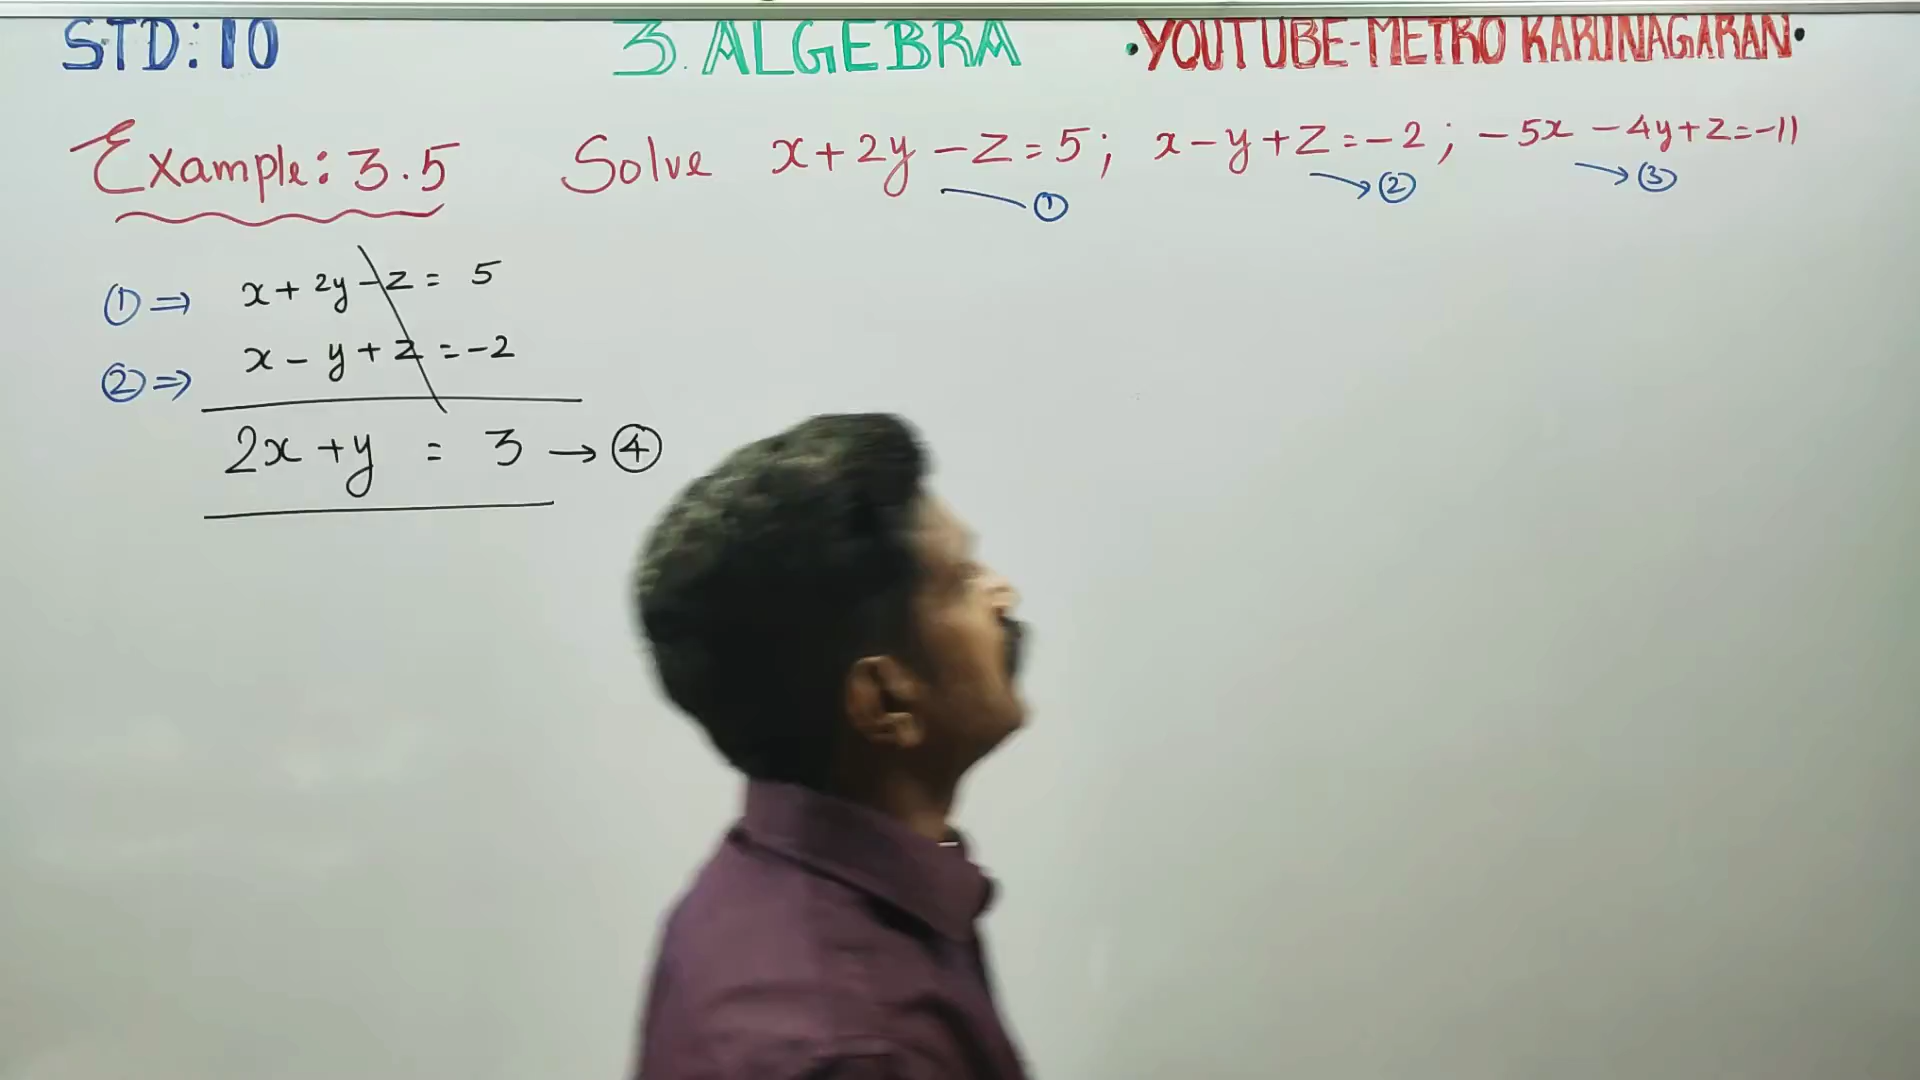 STD:10 3. ALGEBRA •YOUTUBE-METRO KARUNAGARAN•
Example: 3.5 Solve x+2y-z=5; x-y+z=-2; -5x-4y+z=-11
→① →② →③
①⇒ x+2y-z = 5
②⇒ x-y+z =-2
2x+y = 3 →④